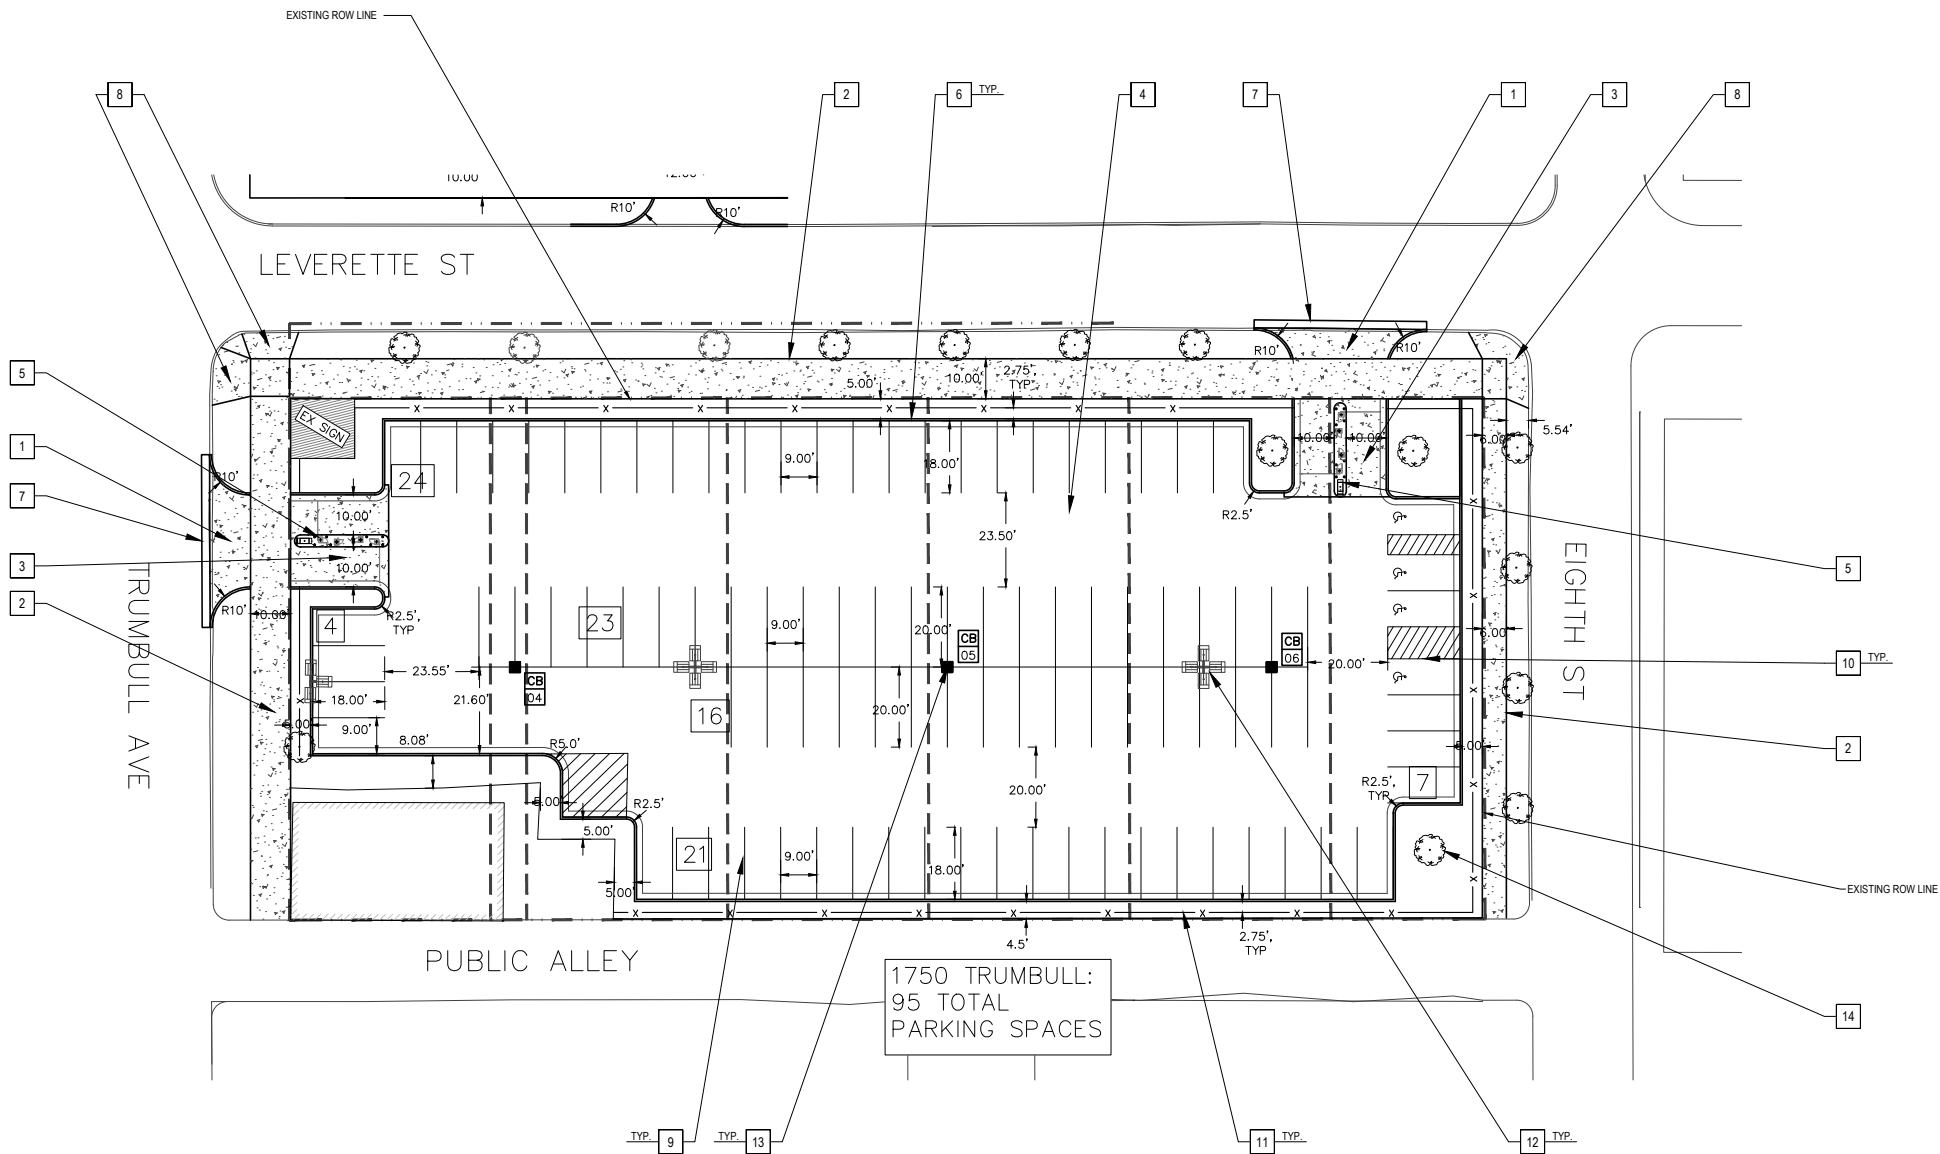 EXISTING ROW LINE
8
2
6 TYP.
4
7
1
3
8
10.00'
R10'
R10'
LEVERETTE ST
R10'
R10'
5
5.00'
10.00'
2.75', TYP
EX SIGN
X X X X X X X X X
10.00'
10.00'
6.00'
5.54'
1
24
9.00'
18.00'
R10'
7
10.00'
R2.5'
23.50'
3
10.00'
5
TRUMBULL AVE
EIGHTH ST
2
R10'
10.00'
4
R2.5', TYP
23
9.00'
20.00'
CB 05
CB 06
6.00'
20.00'
10 TYP.
23.55'
CB 04
18.00'
21.60'
16
20.00'
9.00'
8.08'
R5.0'
5.00'
2
20.00'
R2.5', TYP
7
5.00'
R2.5'
5.00'
21
9.00'
18.00'
5.00'
EXISTING ROW LINE
X X X X X X X X X
4.5'
2.75', TYP
PUBLIC ALLEY
1750 TRUMBULL:
95 TOTAL
PARKING SPACES
14
TYP. 9
TYP. 13
11 TYP.
12 TYP.